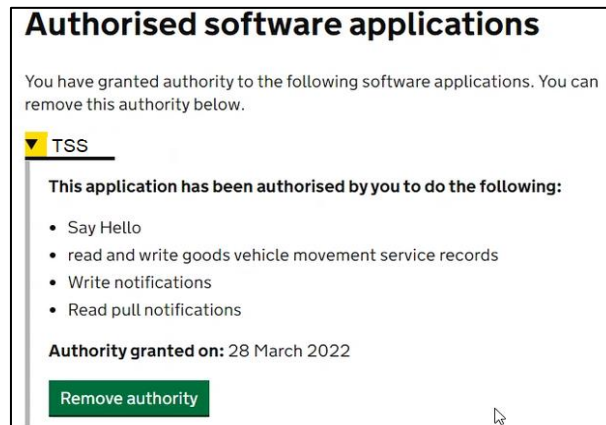 Authorised software applications
You have granted authority to the following software applications. You can
remove this authority below.
▼ TSS
This application has been authorised by you to do the following:
• Say Hello
• read and write goods vehicle movement service records
• Write notifications
• Read pull notifications
Authority granted on: 28 March 2022
Remove authority